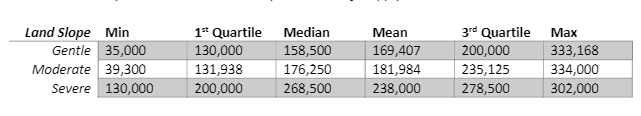 Land Slope Min 1st Quartile Median Mean 3rd Quartile Max
Gentle 35,000 130,000 158,500 169,407 200,000 333,168
Moderate 39,300 131,938 176,250 181,984 235,125 334,000
Severe 130,000 200,000 268,500 238,000 278,500 302,000